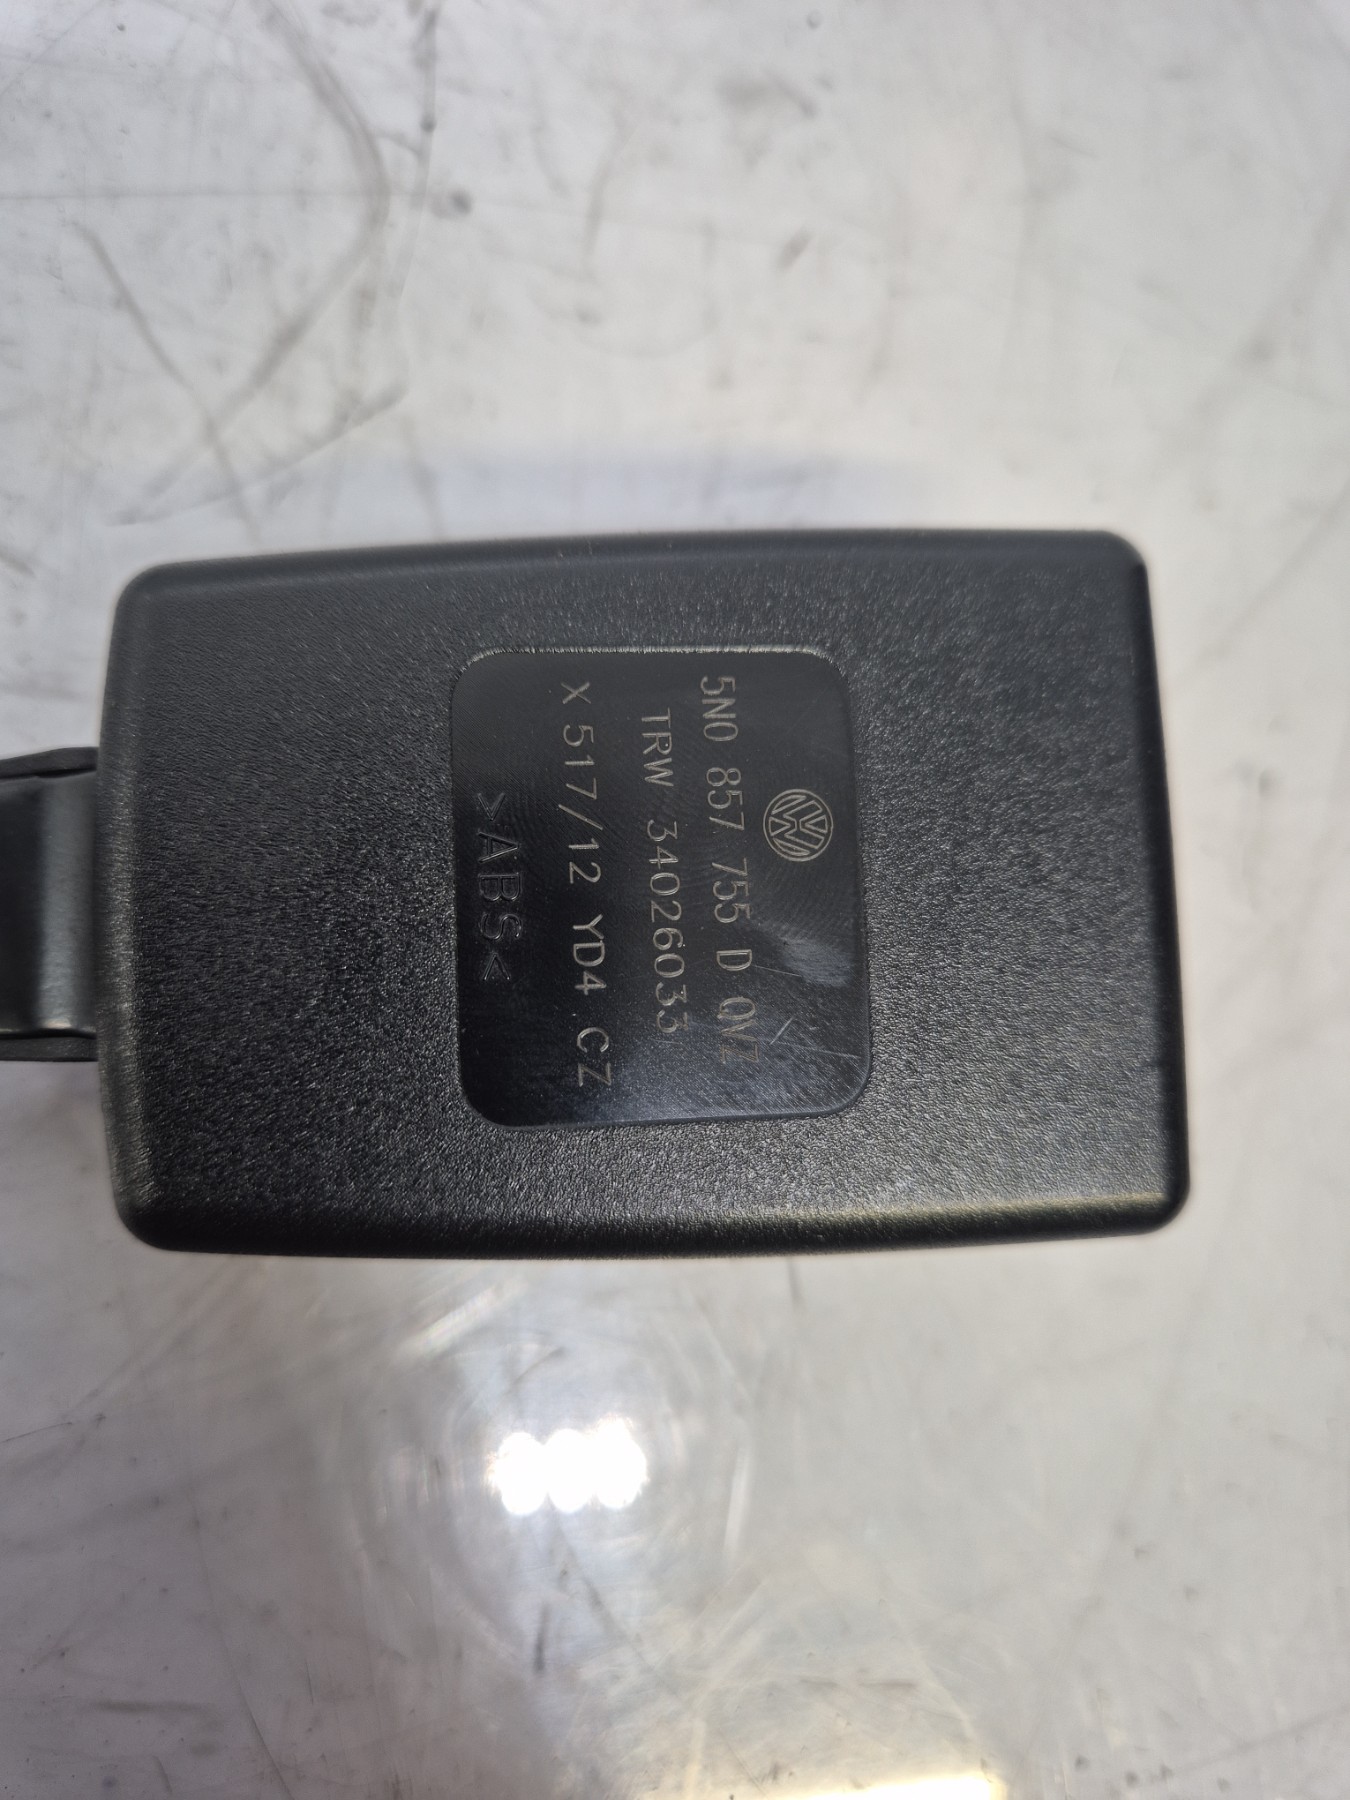 5N0 857 755 D QVZ
TRW 34026033
X 517/12 YD4 CZ
>ABS<